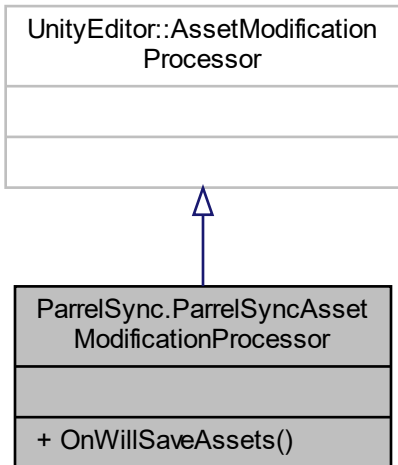 UnityEditor::AssetModification
Processor
ParrelSync.ParrelSyncAsset
ModificationProcessor
+ OnWillSaveAssets()